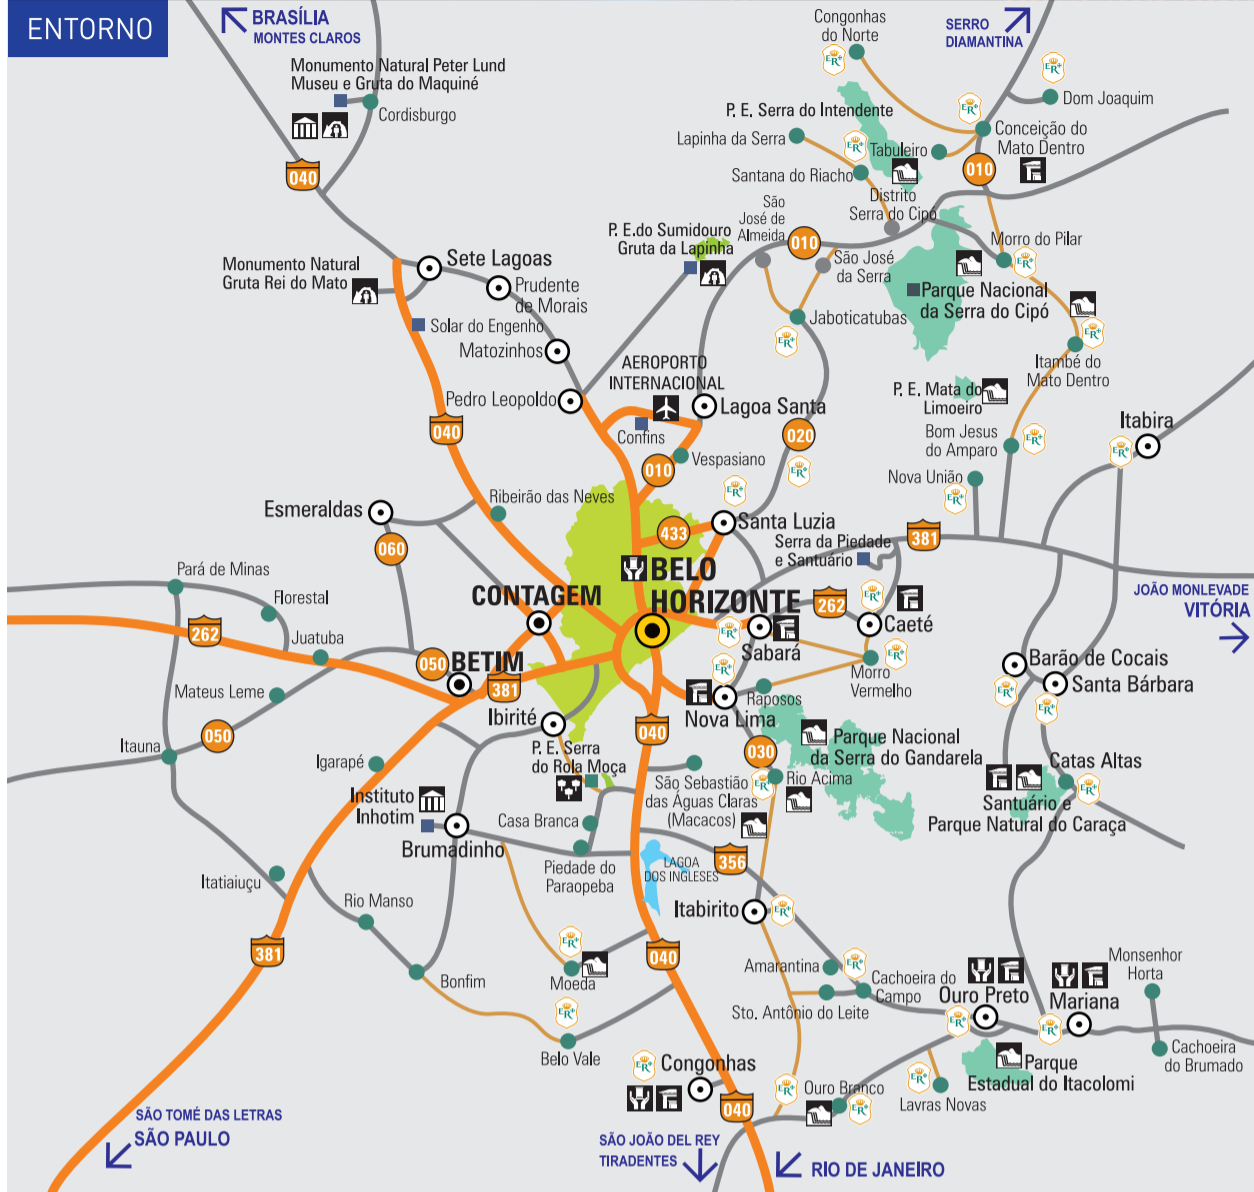 ENTORNO
BRASÍLIA
MONTES CLAROS
SERRO
DIAMANTINA
Congonhas
do Norte
Monumento Natural Peter Lund
Museu e Gruta do Maquiné
Cordisburgo
P. E. Serra do Intendente
Dom Joaquim
Conceição do
Mato Dentro
Lapinha da Serra
Tabuleiro
Santana do Riacho
Distrito
Serra do Cipó
040
010
São
José de
Almeida
010
P. E.do Sumidouro
Gruta da Lapinha
São José
da Serra
Morro do Pilar
Parque Nacional
da Serra do Cipó
Sete Lagoas
Monumento Natural
Gruta Rei do Mato
Prudente
de Morais
Solar do Engenho
Matozinhos
Jaboticatubas
Itambé do
Mato Dentro
AEROPORTO
INTERNACIONAL
P. E. Mata do
Limoeiro
Pedro Leopoldo
Lagoa Santa
Confins
040
020
Itabira
Bom Jesus
do Amparo
Vespasiano
010
Nova União
Ribeirão das Neves
Esmeraldas
Santa Luzia
433
Serra da Piedade
e Santuário
381
060
BELO
HORIZONTE
CONTAGEM
Pará de Minas
Florestal
262
Caeté
JOÃO MONLEVADE
VITÓRIA
262
Juatuba
Sabará
050
BETIM
Morro
Vermelho
Barão de Cocais
Santa Bárbara
381
Mateus Leme
Raposos
Nova Lima
Ibirité
050
040
Itauna
030
Parque Nacional
da Serra do Gandarela
P. E. Serra
do Rola Moça
Igarapé
São Sebastião
das Águas Claras
(Macacos)
Rio Acima
Catas Altas
Santuário e
Parque Natural do Caraça
Instituto
Inhotim
Casa Branca
Brumadinho
Piedade do
Paraopeba
LAGOA
DOS INGLESES
356
Itatiaiuçu
Rio Manso
Itabirito
381
040
Bonfim
Moeda
Amarantina
Cachoeira do
Campo
Sto. Antônio do Leite
Ouro Preto
Mariana
Monsenhor
Horta
Belo Vale
Cachoeira
do Brumado
Congonhas
Parque
Estadual do Itacolomi
Ouro Branco
Lavras Novas
040
SÃO TOMÉ DAS LETRAS
SÃO PAULO
SÃO JOÃO DEL REY
TIRADENTES
RIO DE JANEIRO